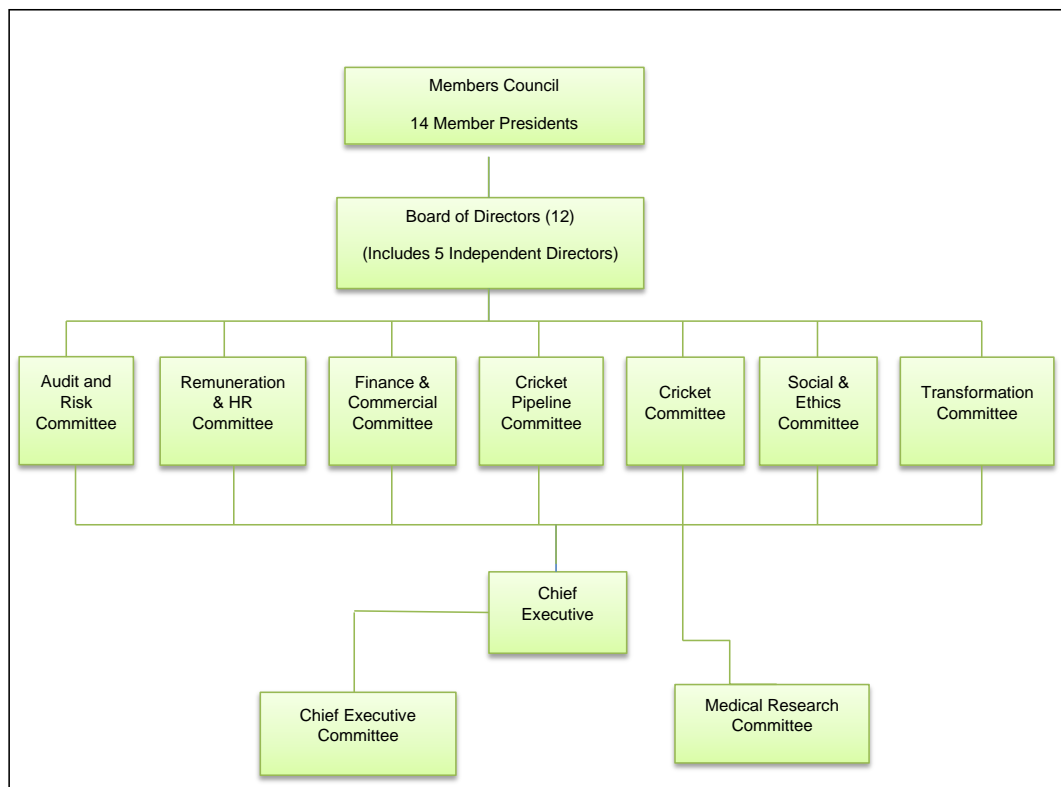 Members Council
14 Member Presidents
Board of Directors (12)
(Includes 5 Independent Directors)
Audit and
Risk
Committee
Remuneration
& HR
Committee
Finance &
Commercial
Committee
Cricket
Pipeline
Committee
Cricket
Committee
Social &
Ethics
Committee
Transformation
Committee
Chief
Executive
Chief Executive
Committee
Medical Research
Committee